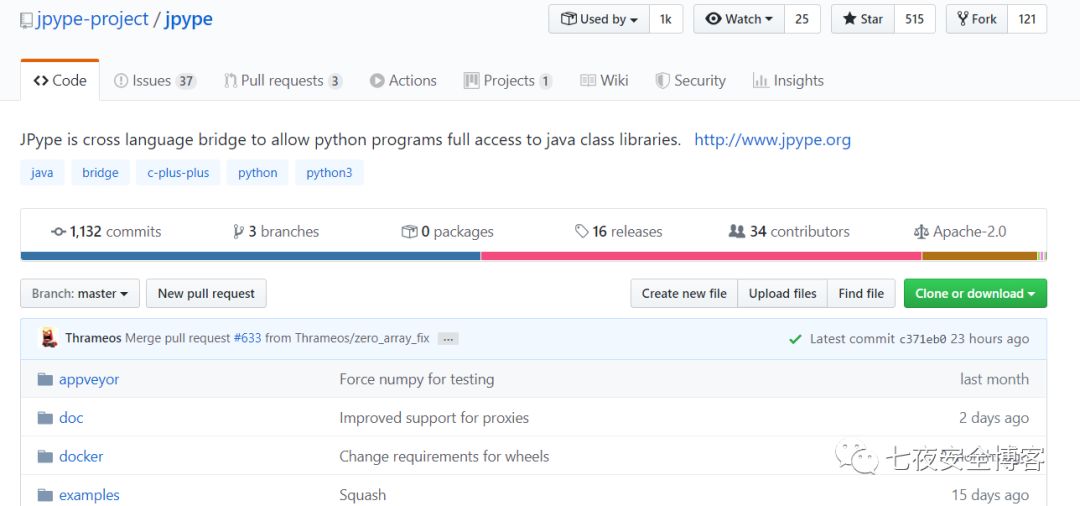 jpype-project / jpype
Used by 1k Watch 25 Star 515 Fork 121
Code Issues 37 Pull requests 3 Actions Projects 1 Wiki Security Insights
JPype is cross language bridge to allow python programs full access to java class libraries. http://www.jpype.org
java bridge c-plus-plus python python3
1,132 commits 3 branches 0 packages 16 releases 34 contributors Apache-2.0
Branch: master New pull request Create new file Upload files Find file Clone or download
Thrameos Merge pull request #633 from Thrameos/zero_array_fix ... Latest commit c371eb0 23 hours ago
appveyor Force numpy for testing last month
doc Improved support for proxies 2 days ago
docker Change requirements for wheels
七夜安全博客
examples Squash 15 days ago